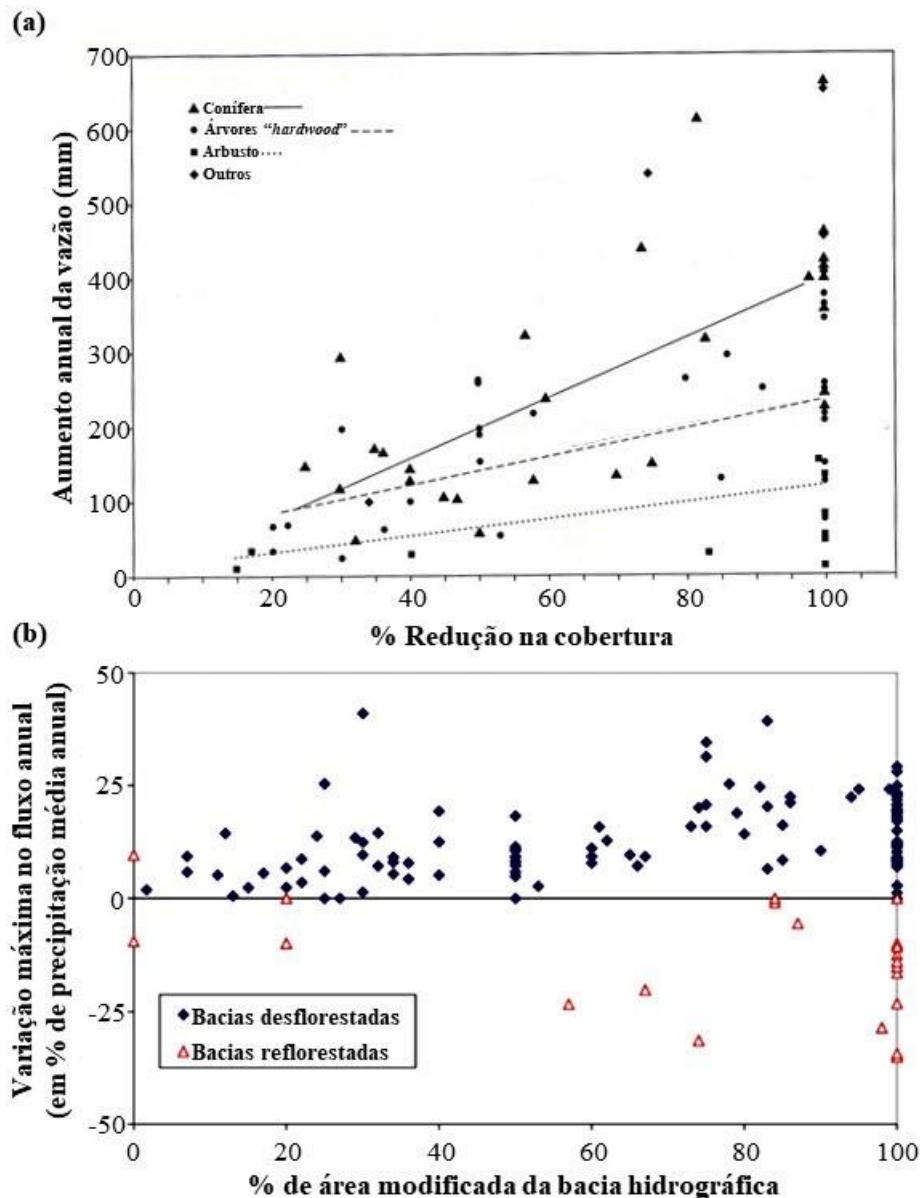 (a)
700
600
500
400
300
200
100
0
Aumento anual da vazão (mm)
Conífera
Árvores "hardwood"
Arbusto
Outros
20
40
60
80
100
% Redução na cobertura
(b)
50
25
0
-25
-50
Variação máxima no fluxo anual
(em % de precipitação média anual)
Bacias desflorestadas
Bacias reflorestadas
0
20
40
60
80
100
% de área modificada da bacia hidrográfica